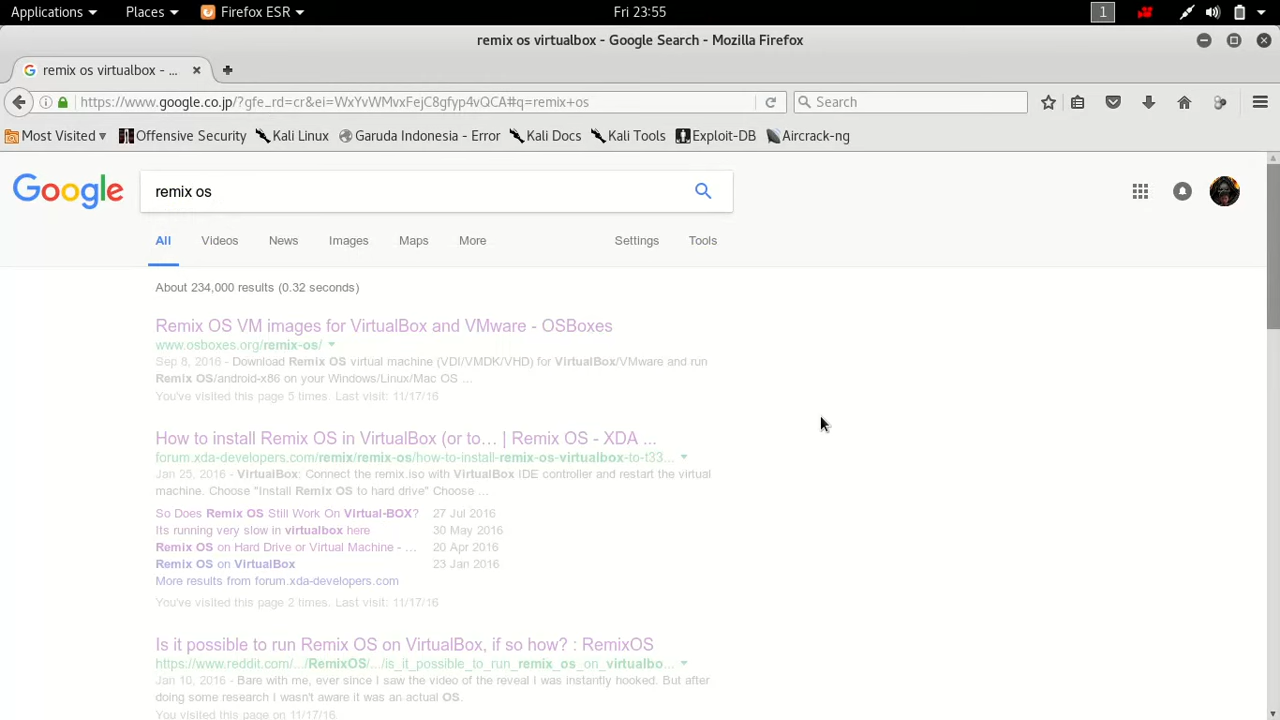 Applications Places Firefox ESR Fri 23:55 1
remix os virtualbox - Google Search - Mozilla Firefox
remix os virtualbox - ...
https://www.google.co.jp/?gfe_rd=cr&ei=WxYvWMvxFejC8gfyp4vQCA#q=remix+os Search
Most Visited Offensive Security Kali Linux Garuda Indonesia - Error Kali Docs Kali Tools Exploit-DB Aircrack-ng
Google remix os
All Videos News Images Maps More Settings Tools
About 234,000 results (0.32 seconds)
Remix OS VM images for VirtualBox and VMware - OSBoxes
www.osboxes.org/remix-os/
Sep 8, 2016 - Download Remix OS virtual machine (VDI/VMDK/VHD) for VirtualBox/VMware and run
Remix OS/android-x86 on your Windows/Linux/Mac OS ...
You've visited this page 5 times. Last visit: 11/17/16
How to install Remix OS in VirtualBox (or to… | Remix OS - XDA ...
forum.xda-developers.com/remix/remix-os/how-to-install-remix-os-virtualbox-to-t33...
Jan 25, 2016 - VirtualBox: Connect the remix.iso with VirtualBox IDE controller and restart the virtual
machine. Choose "Install Remix OS to hard drive" Choose ...
So Does Remix OS Still Work On Virtual-BOX? 27 Jul 2016
Its running very slow in virtualbox here 30 May 2016
Remix OS on Hard Drive or Virtual Machine - ... 20 Apr 2016
Remix OS on VirtualBox 23 Jan 2016
More results from forum.xda-developers.com
You've visited this page 2 times. Last visit: 11/17/16
Is it possible to run Remix OS on VirtualBox, if so how? : RemixOS
https://www.reddit.com/.../RemixOS/.../is_it_possible_to_run_remix_os_on_virtualbo...
Jan 10, 2016 - Bare with me, ever since I saw the video of the reveal I was instantly hooked. But after
doing some research I wasn't aware it was an actual OS.
You visited this page on 11/17/16.